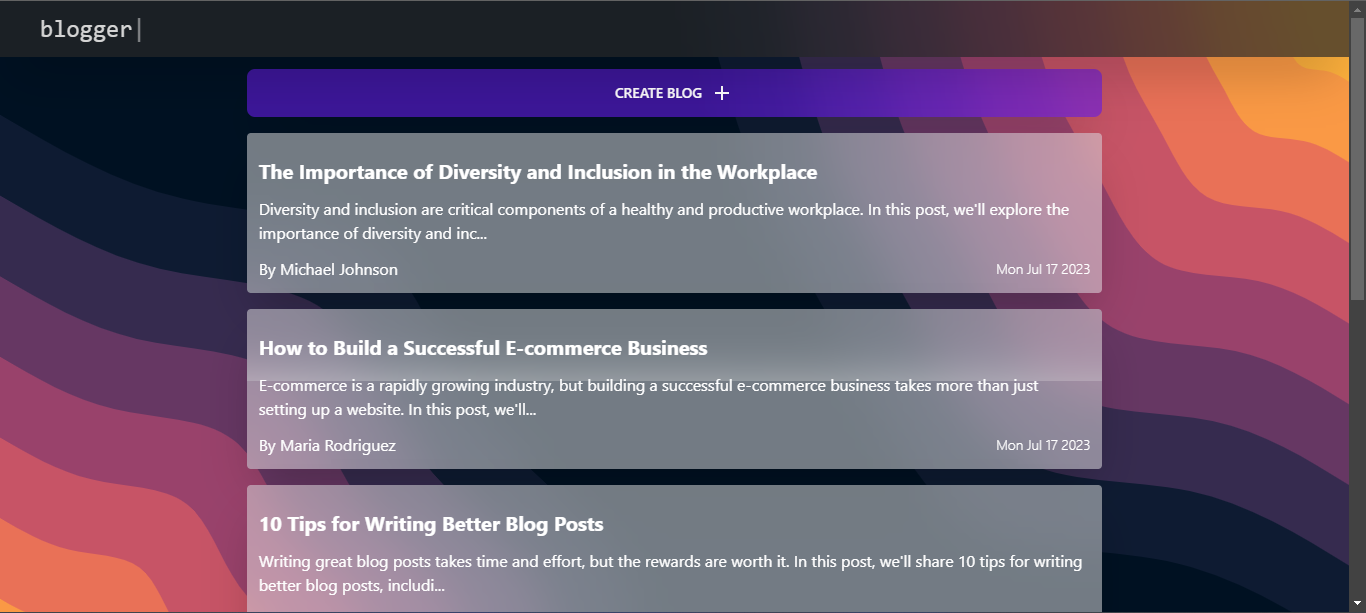 blogger|
CREATE BLOG +
The Importance of Diversity and Inclusion in the Workplace
Diversity and inclusion are critical components of a healthy and productive workplace. In this post, we'll explore the
importance of diversity and inc...
By Michael Johnson Mon Jul 17 2023
How to Build a Successful E-commerce Business
E-commerce is a rapidly growing industry, but building a successful e-commerce business takes more than just
setting up a website. In this post, we'll...
By Maria Rodriguez Mon Jul 17 2023
10 Tips for Writing Better Blog Posts
Writing great blog posts takes time and effort, but the rewards are worth it. In this post, we'll share 10 tips for writing
better blog posts, includi...